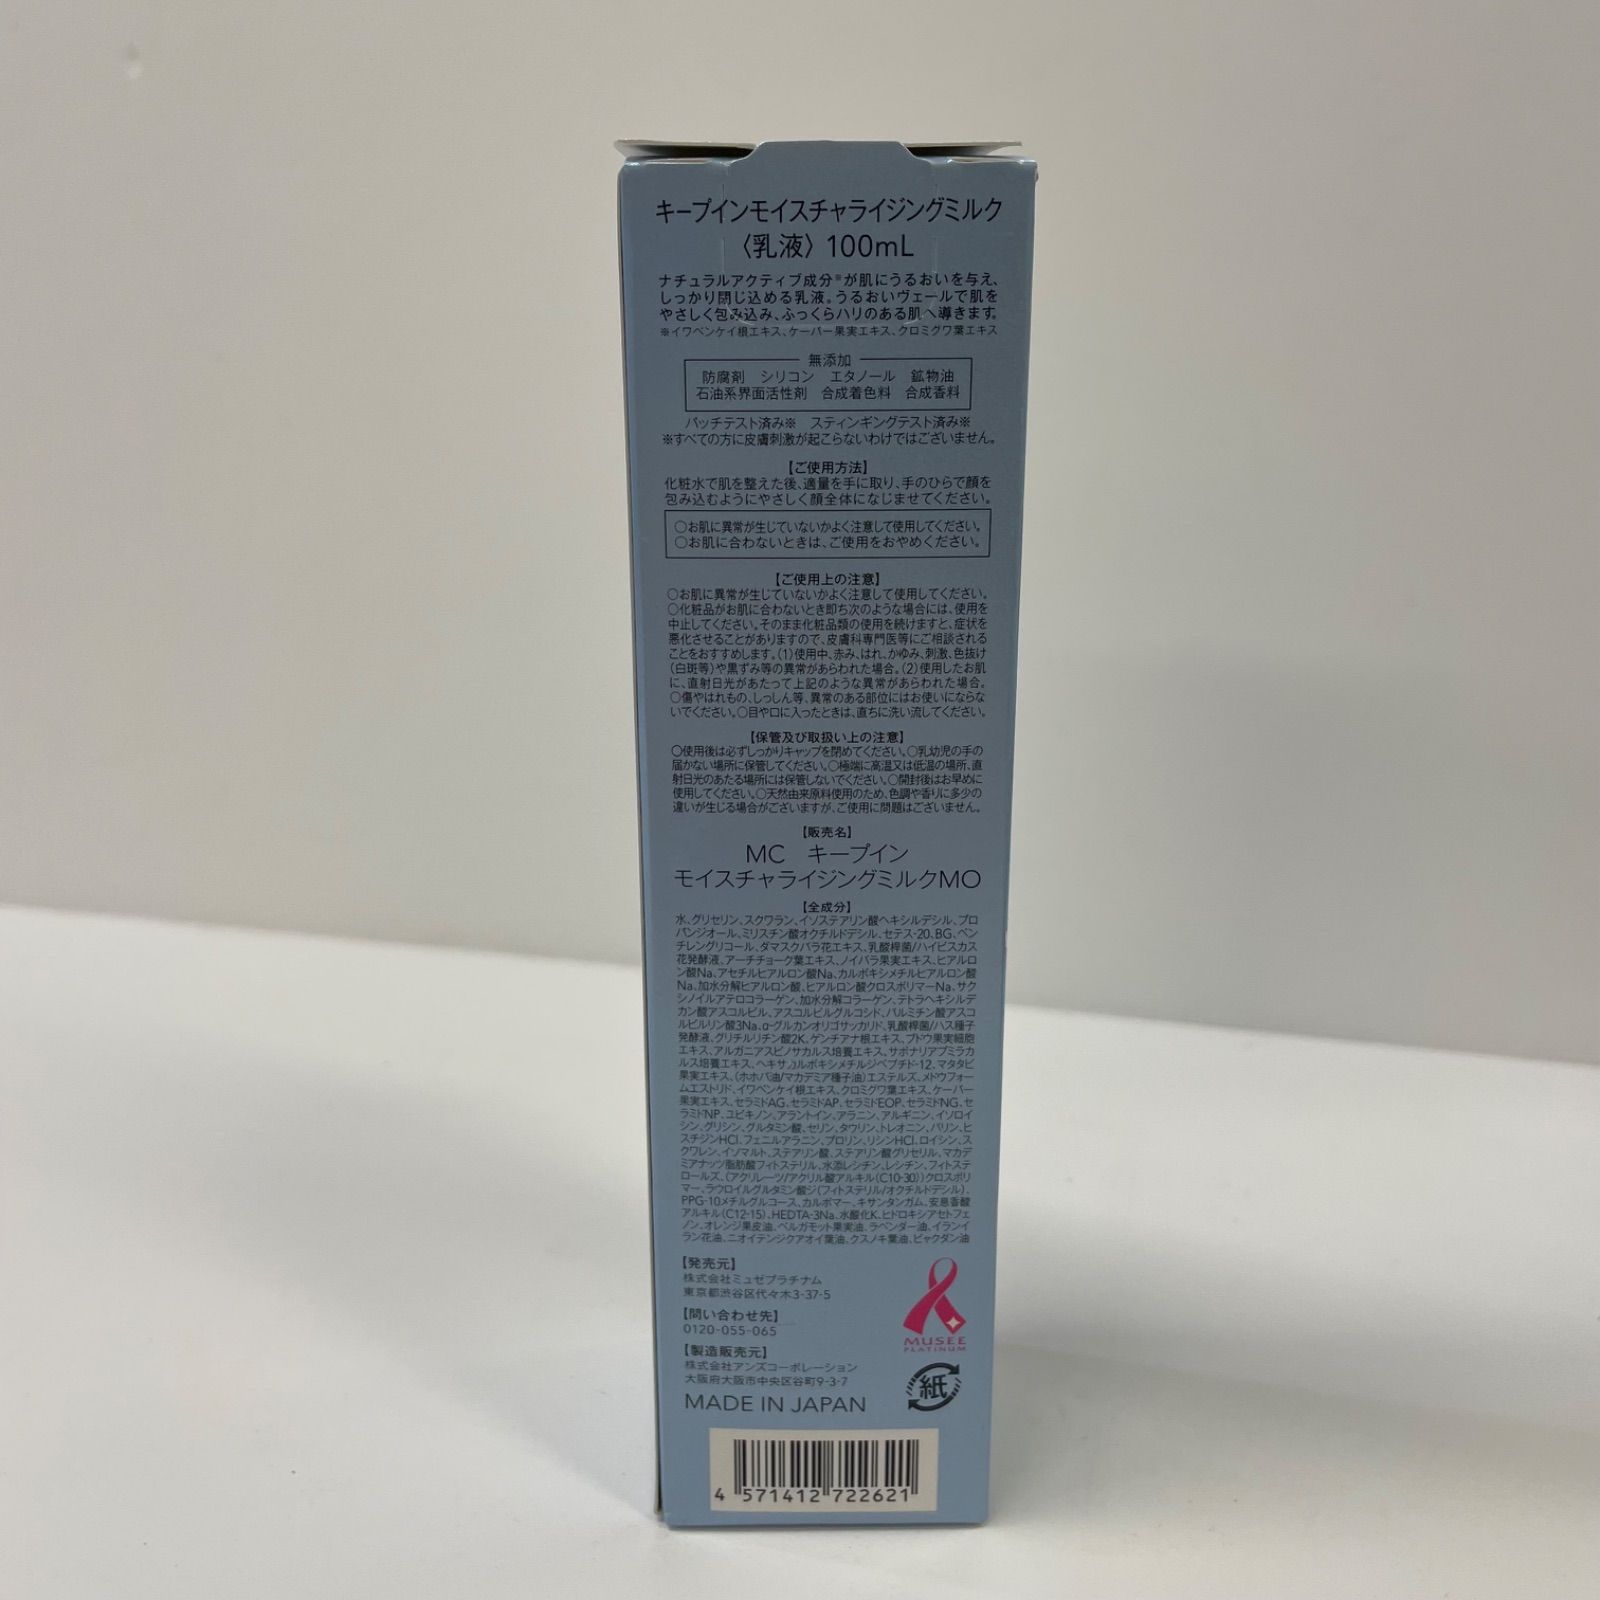 キープインモイスチャライジングミルク
〈乳液〉 100mL
ナチュラルアクティブ成分※が肌にうるおいを与え、
しっかり閉じ込める乳液。うるおいヴェールで肌を
やさしく包み込み、ふっくらハリのある肌へ導きます。
※イワベンケイ根エキス、ケーパー果実エキス、クロミグワ葉エキス
無添加
防腐剤 シリコン エタノール 鉱物油
石油系界面活性剤 合成着色料 合成香料
パッチテスト済み※ スティンギングテスト済み※
※すべての方に皮膚刺激が起こらないわけではございません。
【ご使用方法】
化粧水で肌を整えた後、適量を手に取り、手のひらで顔を
包み込むようにやさしく顔全体になじませてください。
○お肌に異常が生じていないかよく注意して使用してください。
○お肌に合わないときは、ご使用をおやめください。
【ご使用上の注意】
○お肌に異常が生じていないかよく注意して使用してください。
○化粧品がお肌に合わないとき即ち次のような場合には、使用を
中止してください。そのまま化粧品類の使用を続けますと、症状を
悪化させることがありますので、皮膚科専門医等にご相談される
ことをおすすめします。(1)使用中、赤み、はれ、かゆみ、刺激、色抜け
(白斑等)や黒ずみ等の異常があらわれた場合。(2)使用したお肌
に、直射日光があたって上記のような異常があらわれた場合。
○傷やはれもの、しっしん等、異常のある部位にはお使いにならな
いでください。○目や口に入ったときは、直ちに洗い流してください。
【保管及び取扱い上の注意】
○使用後は必ずしっかりキャップを閉めてください。○乳幼児の手の
届かない場所に保管してください。○極端に高温又は低温の場所、直
射日光のあたる場所には保管しないでください。○開封後はお早めに
使用してください。○天然由来原料使用のため、色調や香りに多少の
違いが生じる場合がございますが、ご使用に問題はございません。
【販売名】
MC キープイン
モイスチャライジングミルクMO
【全成分】
水、グリセリン、スクワラン、イソステアリン酸ヘキシルデシル、プロ
パンジオール、ミリスチン酸オクチルドデシル、セテス-20、BG、ペン
チレングリコール、ダマスクバラ花エキス、乳酸桿菌/ハイビスカス
花発酵液、アーチチョーク葉エキス、ノイバラ果実エキス、ヒアルロ
ン酸Na、アセチルヒアルロン酸Na、カルボキシメチルヒアルロン酸
Na、加水分解ヒアルロン酸、ヒアルロン酸クロスポリマーNa、サク
シノイルアテロコラーゲン、加水分解コラーゲン、テトラヘキシルデ
カン酸アスコルビル、アスコルビルグルコシド、パルミチン酸アスコ
ルビルリン酸3Na、α-グルカンオリゴサッカリド、乳酸桿菌/ハス種子
発酵液、グリチルリチン酸2K、ゲンチアナ根エキス、ブドウ果実細胞
エキス、アルガニアスピノサカルス培養エキス、サポナリアプミラカ
ルス培養エキス、ヘキサカルボキシメチルジペプチド-12、マタタビ
果実エキス、(ホホバ油/マカデミア種子油)エステルズ、メドウフォー
ムエストリド、イワベンケイ根エキス、クロミグワ葉エキス、ケーパー
果実エキス、セラミドAG、セラミドAP、セラミドEOP、セラミドNG、セ
ラミドNP、ユビキノン、アラントイン、アラニン、アルギニン、イソロイ
シン、グリシン、グルタミン酸、セリン、タウリン、トレオニン、バリン、ヒ
スチジンHCl、フェニルアラニン、プロリン、リシンHCl、ロイシン、ス
クワレン、イソマルト、ステアリン酸、ステアリン酸グリセリル、マカデ
ミアナッツ脂肪酸フィトステリル、水添レシチン、レシチン、フィトステ
ロールズ、(アクリレーツ/アクリル酸アルキル(C10-30))クロスポリ
マー、ラウロイルグルタミン酸ジ(フィトステリル/オクチルドデシル)、
PPG-10メチルグルコース、カルボマー、キサンタンガム、安息香酸
アルキル(C12-15)、HEDTA-3Na、水酸化K、ヒドロキシアセトフェ
ノン、オレンジ果皮油、ベルガモット果実油、ラベンダー油、イランイ
ラン花油、ニオイテンジクアオイ葉油、クスノキ葉油、ビャクダン油
【発売元】
株式会社ミュゼプラチナム
東京都渋谷区代々木3-37-5
【問い合わせ先】
0120-055-065
【製造販売元】
株式会社アンズコーポレーション
大阪府大阪市中央区谷町9-3-7
MADE IN JAPAN
MUSEE
PLATINUM
紙
4 571412 722621